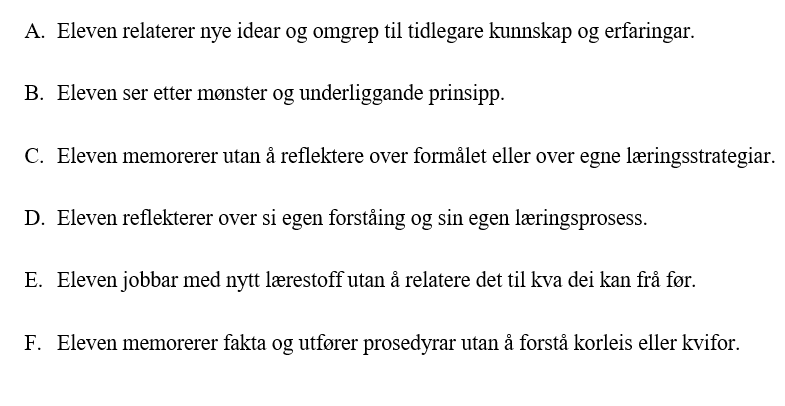 A. Eleven relaterer nye idear og omgrep til tidlegare kunnskap og erfaringar.
B. Eleven ser etter mønster og underliggande prinsipp.
C. Eleven memorerer utan å reflektere over formålet eller over egne læringsstrategiar.
D. Eleven reflekterer over si egen forståing og sin egen læringsprosess.
E. Eleven jobbar med nytt lærestoff utan å relatere det til kva dei kan frå før.
F. Eleven memorerer fakta og utfører prosedyrar utan å forstå korleis eller kvifor.